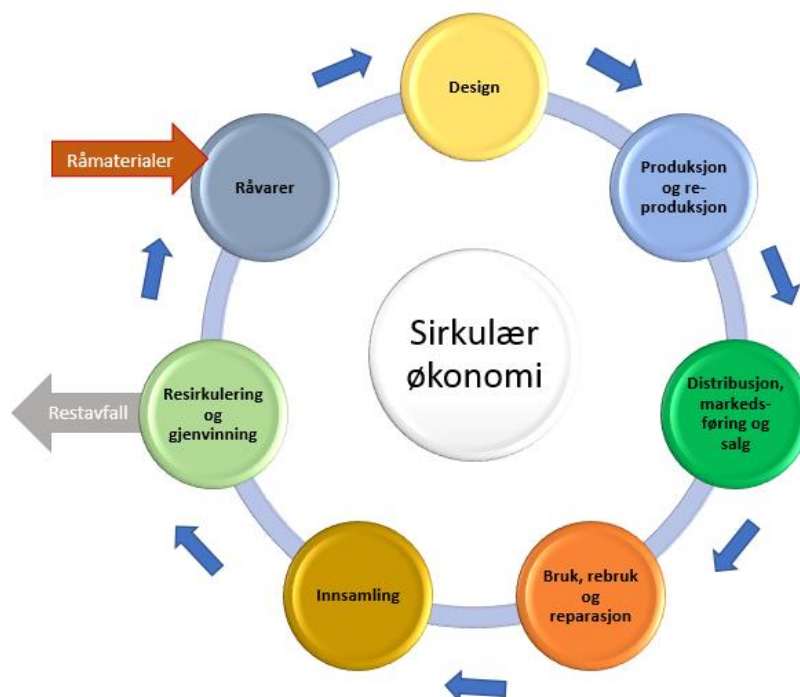 Design
Råmaterialer
Råvarer
Produksjon
og re-
produksjon
Sirkulær
økonomi
Distribusjon,
markeds-
føring og
salg
Restavfall
Resirkulering
og
gjenvinning
Bruk, rebruk
og
reparasjon
Innsamling